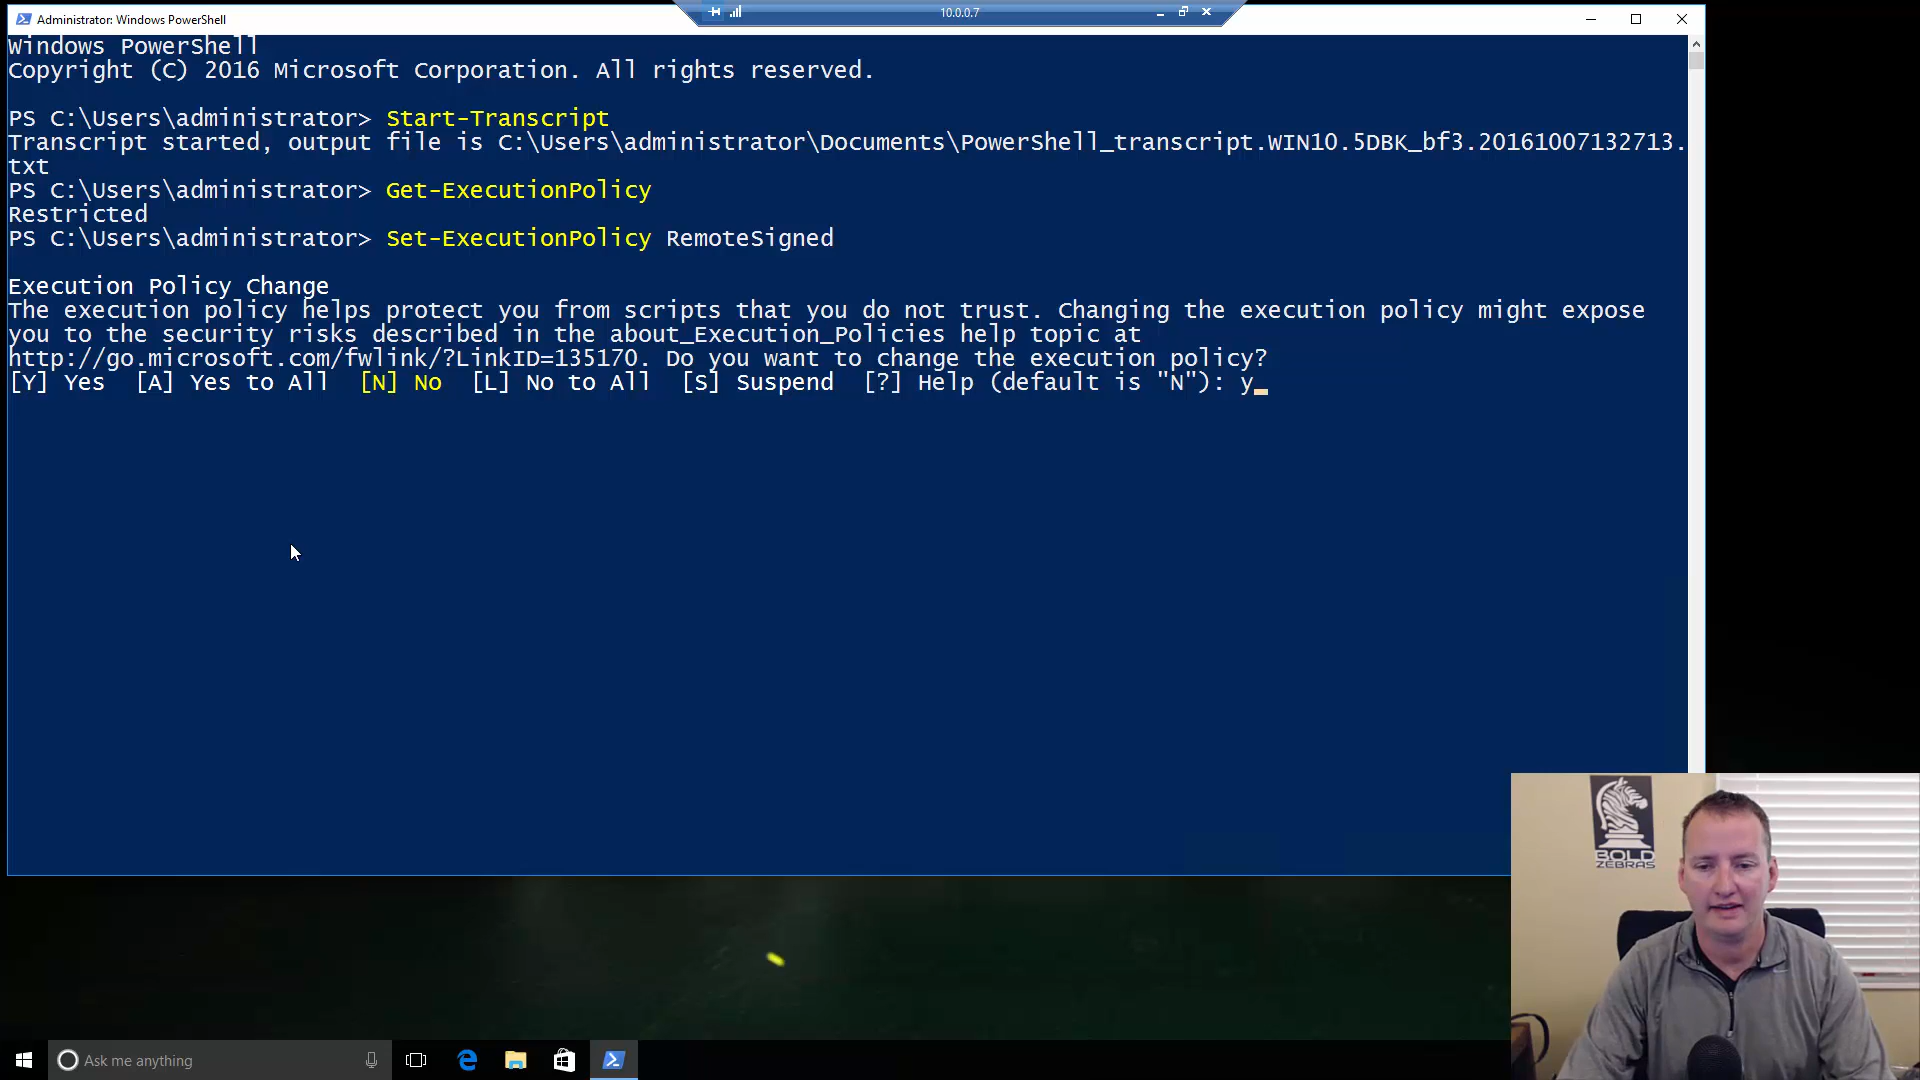 Administrator: Windows PowerShell
10.0.0.7
Windows PowerShell
Copyright (C) 2016 Microsoft Corporation. All rights reserved.
PS C:\Users\administrator> Start-Transcript
Transcript started, output file is C:\Users\administrator\Documents\PowerShell_transcript.WIN10.5DBK_bf3.20161007132713.
txt
PS C:\Users\administrator> Get-ExecutionPolicy
Restricted
PS C:\Users\administrator> Set-ExecutionPolicy RemoteSigned
Execution Policy Change
The execution policy helps protect you from scripts that you do not trust. Changing the execution policy might expose
you to the security risks described in the about_Execution_Policies help topic at
http://go.microsoft.com/fwlink/?LinkID=135170. Do you want to change the execution policy?
[Y] Yes  [A] Yes to All  [N] No  [L] No to All  [S] Suspend  [?] Help (default is "N"): y
BOLD
ZEBRAS
Ask me anything